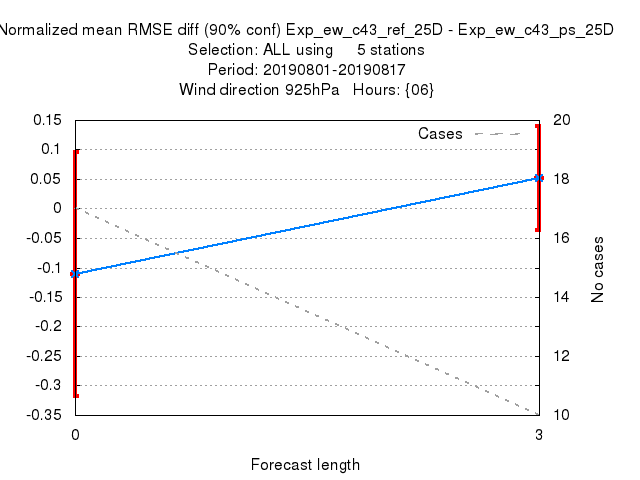 Normalized mean RMSE diff (90% conf) Exp_ew_c43_ref_25D - Exp_ew_c43_ps_25D
Selection: ALL using 5 stations
Period: 20190801-20190817
Wind direction 925hPa Hours: {06}
Cases
0.15
0.1
0.05
0
-0.05
-0.1
-0.15
-0.2
-0.25
-0.3
-0.35
20
18
16
14
12
10
No cases
0
3
Forecast length